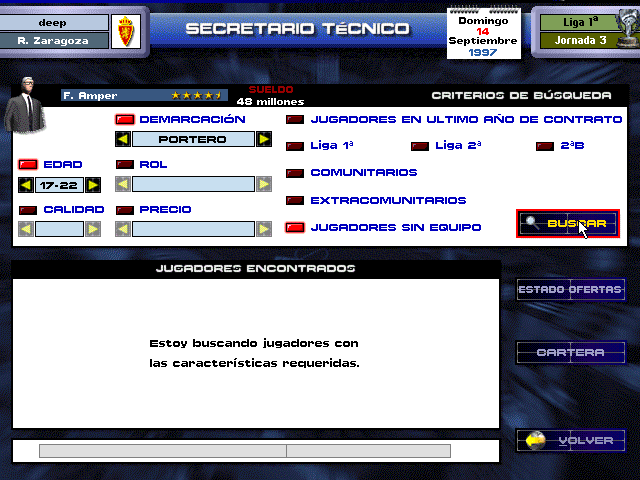 deep
R. Zaragoza
SECRETARIO TÉCNICO
Domingo
14
Septiembre
1997
Liga 1ª
Jornada 3
F. Amper
SUELDO
48 millones
CRITERIOS DE BÚSQUEDA
DEMARCACIÓN
PORTERO
EDAD
17-22
ROL
CALIDAD
PRECIO
JUGADORES EN ULTIMO AÑO DE CONTRATO
Liga 1ª
Liga 2ª
2ªB
COMUNITARIOS
EXTRACOMUNITARIOS
JUGADORES SIN EQUIPO
BUSCAR
JUGADORES ENCONTRADOS
Estoy buscando jugadores con
las características requeridas.
ESTADO OFERTAS
CARTERA
VOLVER